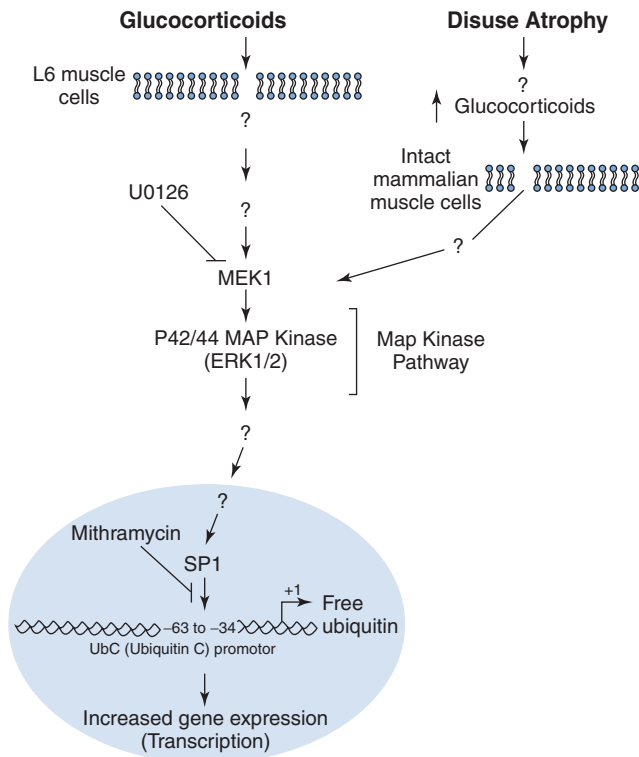 Glucocorticoids
Disuse Atrophy
L6 muscle
cells
?
?
Glucocorticoids
Intact
mammalian
muscle cells
U0126
?
?
MEK1
P42/44 MAP Kinase
(ERK1/2)
Map Kinase
Pathway
?
?
Mithramycin
SP1
+1
Free
ubiquitin
–63 to –34
UbC (Ubiquitin C) promotor
Increased gene expression
(Transcription)